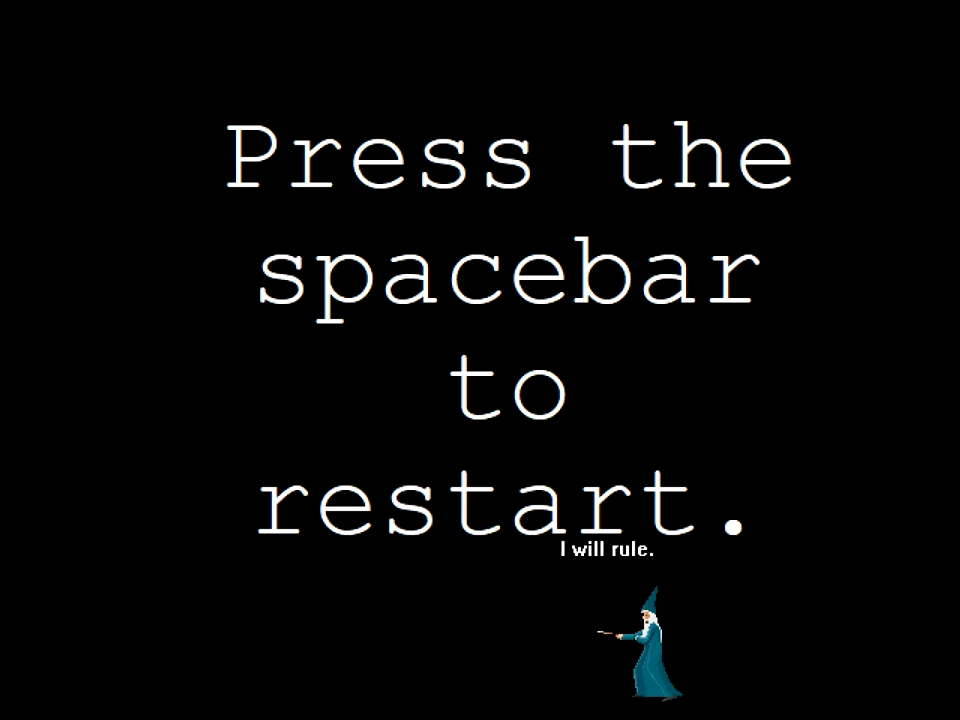 Press the
spacebar
to
restart.
I will rule.